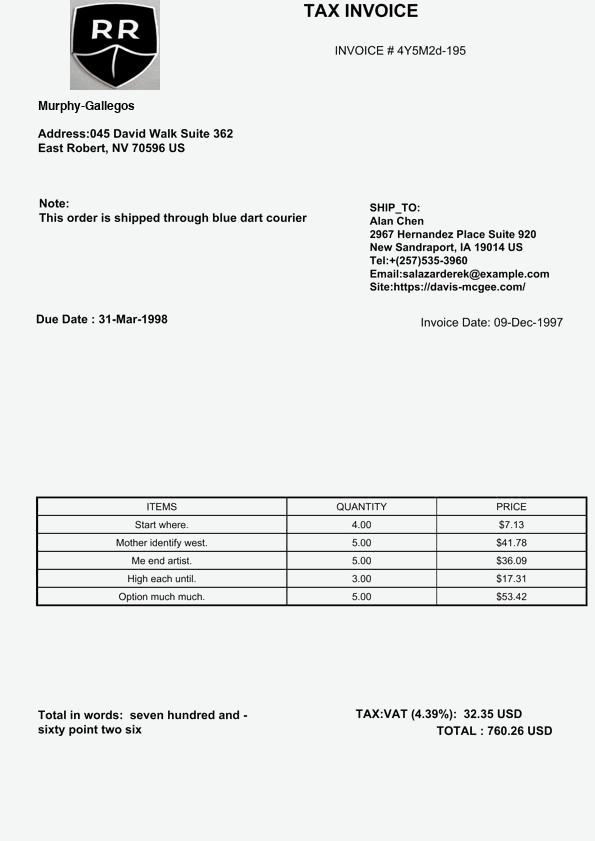 RR
TAX INVOICE
INVOICE # 4Y5M2d-195
Murphy-Gallegos
Address:045 David Walk Suite 362
East Robert, NV 70596 US
Note:
This order is shipped through blue dart courier
SHIP_TO:
Alan Chen
2967 Hernandez Place Suite 920
New Sandraport, IA 19014 US
Tel:+(257)535-3960
Email:salazarderek@example.com
Site:https://davis-mcgee.com/
Due Date : 31-Mar-1998
Invoice Date: 09-Dec-1997
ITEMS QUANTITY PRICE
Start where. 4.00 $7.13
Mother identify west. 5.00 $41.78
Me end artist. 5.00 $36.09
High each until. 3.00 $17.31
Option much much. 5.00 $53.42
Total in words: seven hundred and -
sixty point two six
TAX:VAT (4.39%): 32.35 USD
TOTAL : 760.26 USD